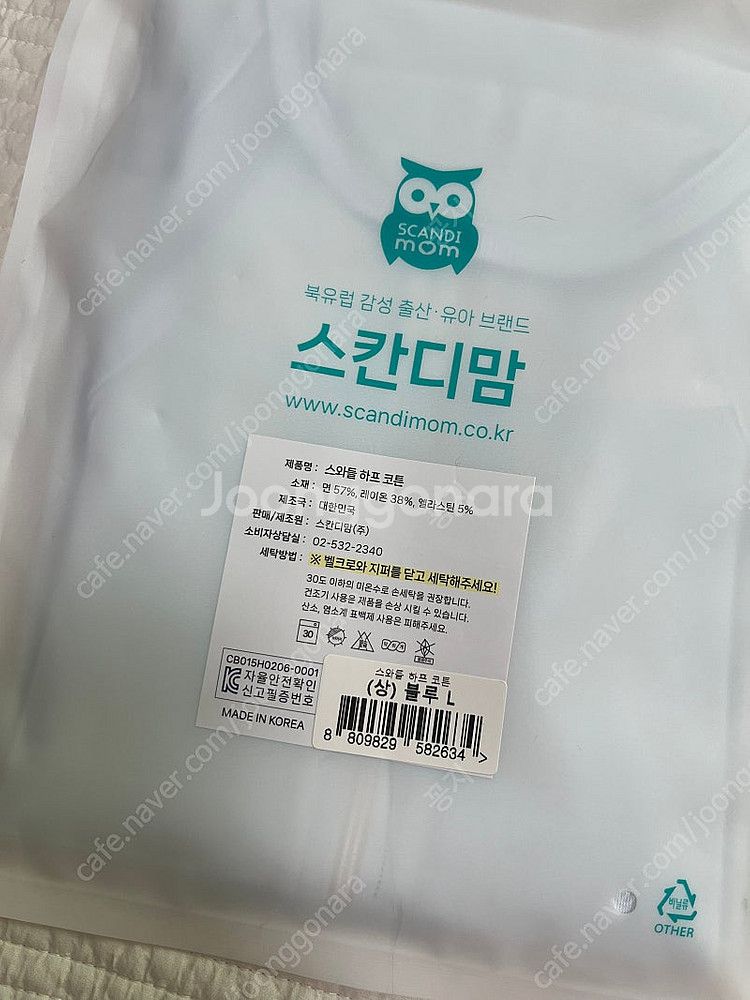 SCANDI
mom
북유럽 감성 출산·유아 브랜드
스칸디맘
www.scandimom.co.kr
제품명 : 스와들 하프 코튼
소재 : 면 57%, 레이온 38%, 엘라스틴 5%
제조국 : 대한민국
판매/제조원 : 스칸디맘(주)
소비자상담실 : 02-532-2340
세탁방법 : ※ 벨크로와 지퍼를 닫고 세탁해주세요!
30도 이하의 미온수로 손세탁을 권장합니다.
건조기 사용은 제품을 손상 시킬 수 있습니다.
산소, 염소계 표백제 사용은 피해주세요.
30
CB015H0206-0001
자율안전확인
신고필증번호
MADE IN KOREA
스와들 하프 코튼
(상) 블루 L
8 809829 582634 >
비닐류
OTHER
Joonggonara
cafe.naver.com/joonggonara